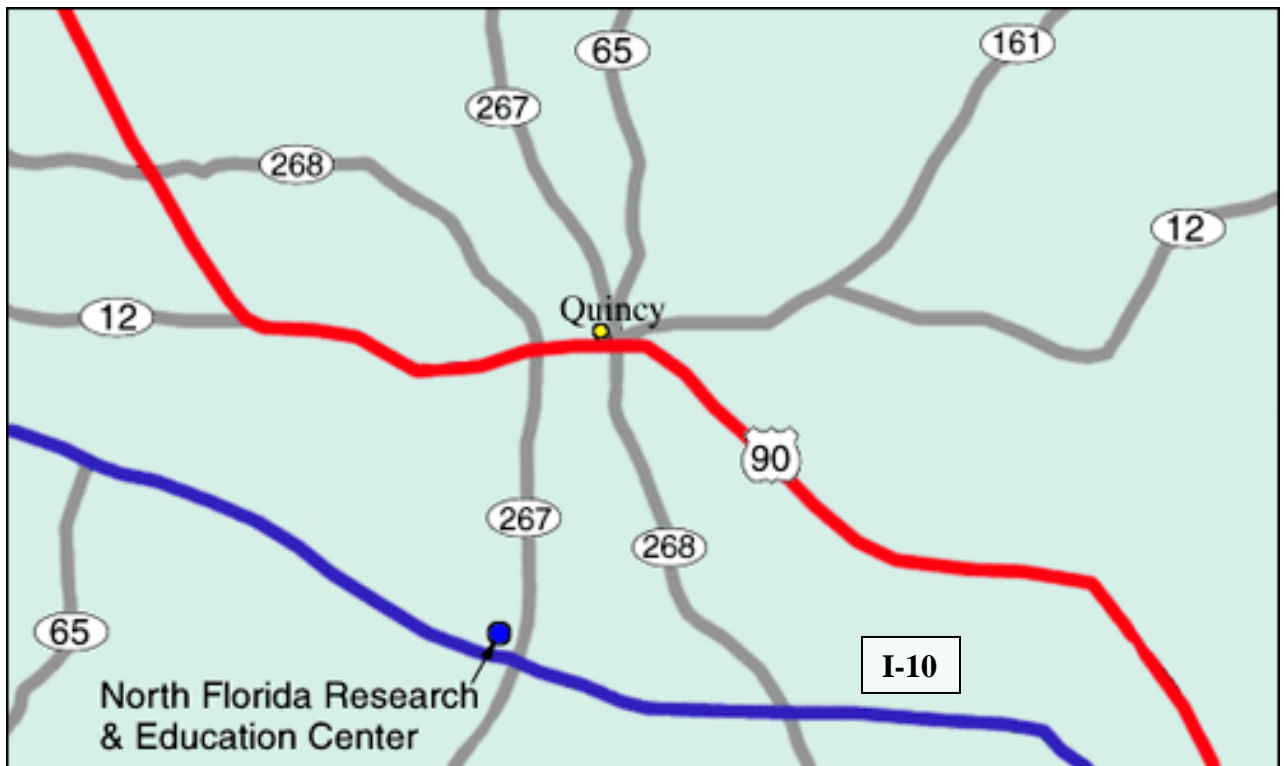 161
65
267
268
12
Quincy
12
90
267
268
65
I-10
North Florida Research
& Education Center